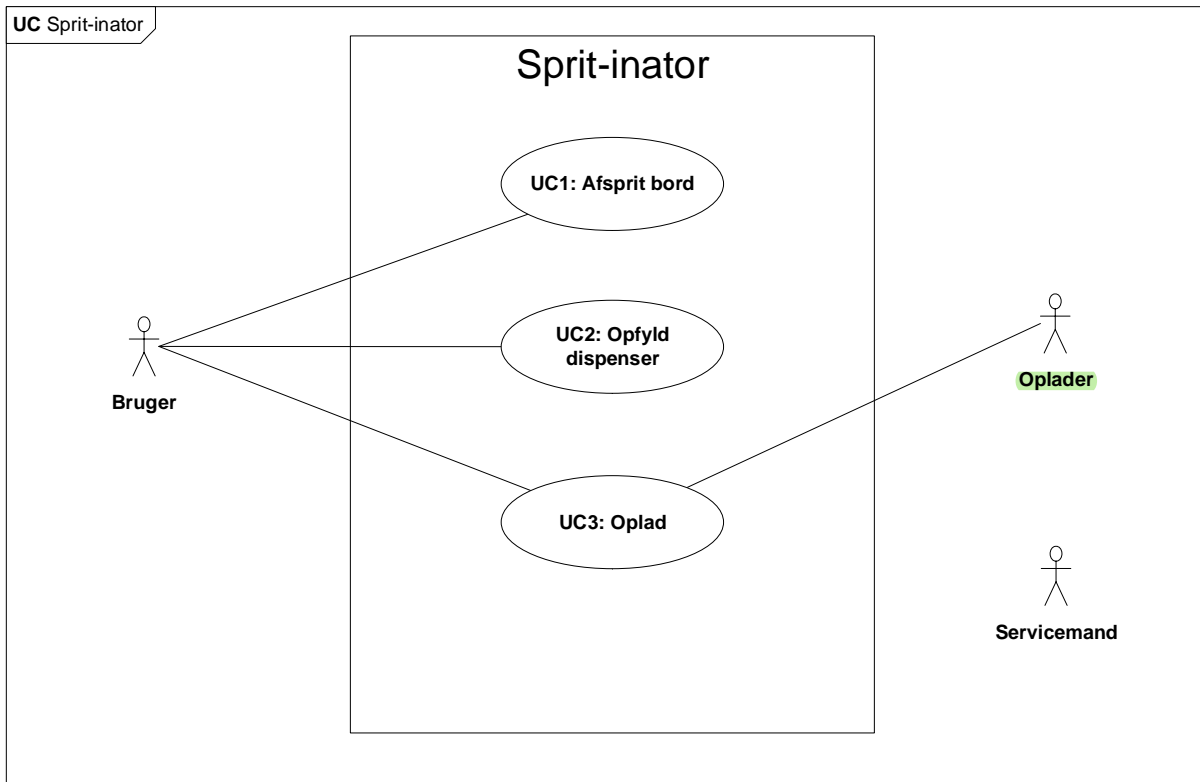 UC Sprit-inator
Sprit-inator
UC1: Afsprit bord
UC2: Opfyld
dispenser
Bruger
Oplader
UC3: Oplad
Servicemand